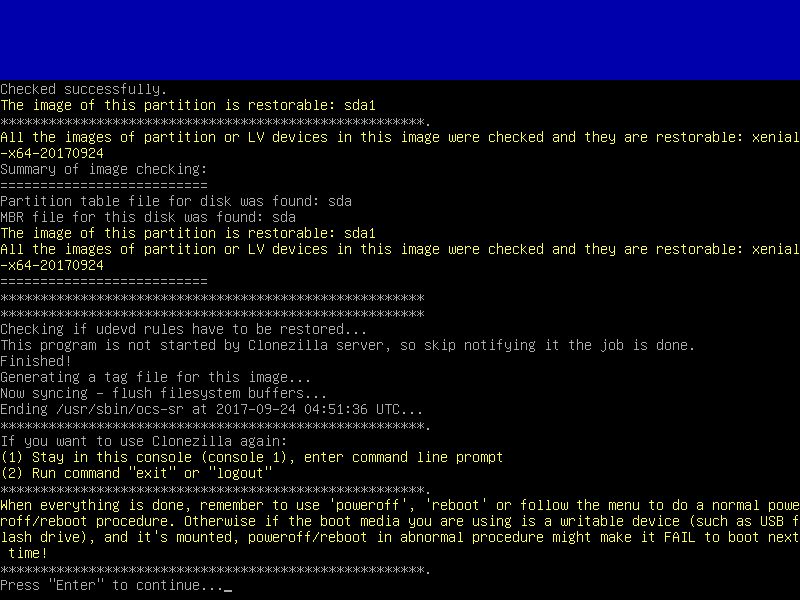 Checked successfully.
The image of this partition is restorable: sda1
*****************************************************.
All the images of partition or LV devices in this image were checked and they are restorable: xenial
-x64-20170924
Summary of image checking:
==========================
Partition table file for disk was found: sda
MBR file for this disk was found: sda
The image of this partition is restorable: sda1
All the images of partition or LV devices in this image were checked and they are restorable: xenial
-x64-20170924
==========================
*****************************************************
*****************************************************
Checking if udevd rules have to be restored...
This program is not started by Clonezilla server, so skip notifying it the job is done.
Finished!
Generating a tag file for this image...
Now syncing - flush filesystem buffers...
Ending /usr/sbin/ocs-sr at 2017-09-24 04:51:36 UTC...
*****************************************************.
If you want to use Clonezilla again:
(1) Stay in this console (console 1), enter command line prompt
(2) Run command "exit" or "logout"
*****************************************************.
When everything is done, remember to use 'poweroff', 'reboot' or follow the menu to do a normal powe
roff/reboot procedure. Otherwise if the boot media you are using is a writable device (such as USB f
lash drive), and it's mounted, poweroff/reboot in abnormal procedure might make it FAIL to boot next
 time!
*****************************************************.
Press "Enter" to continue..._